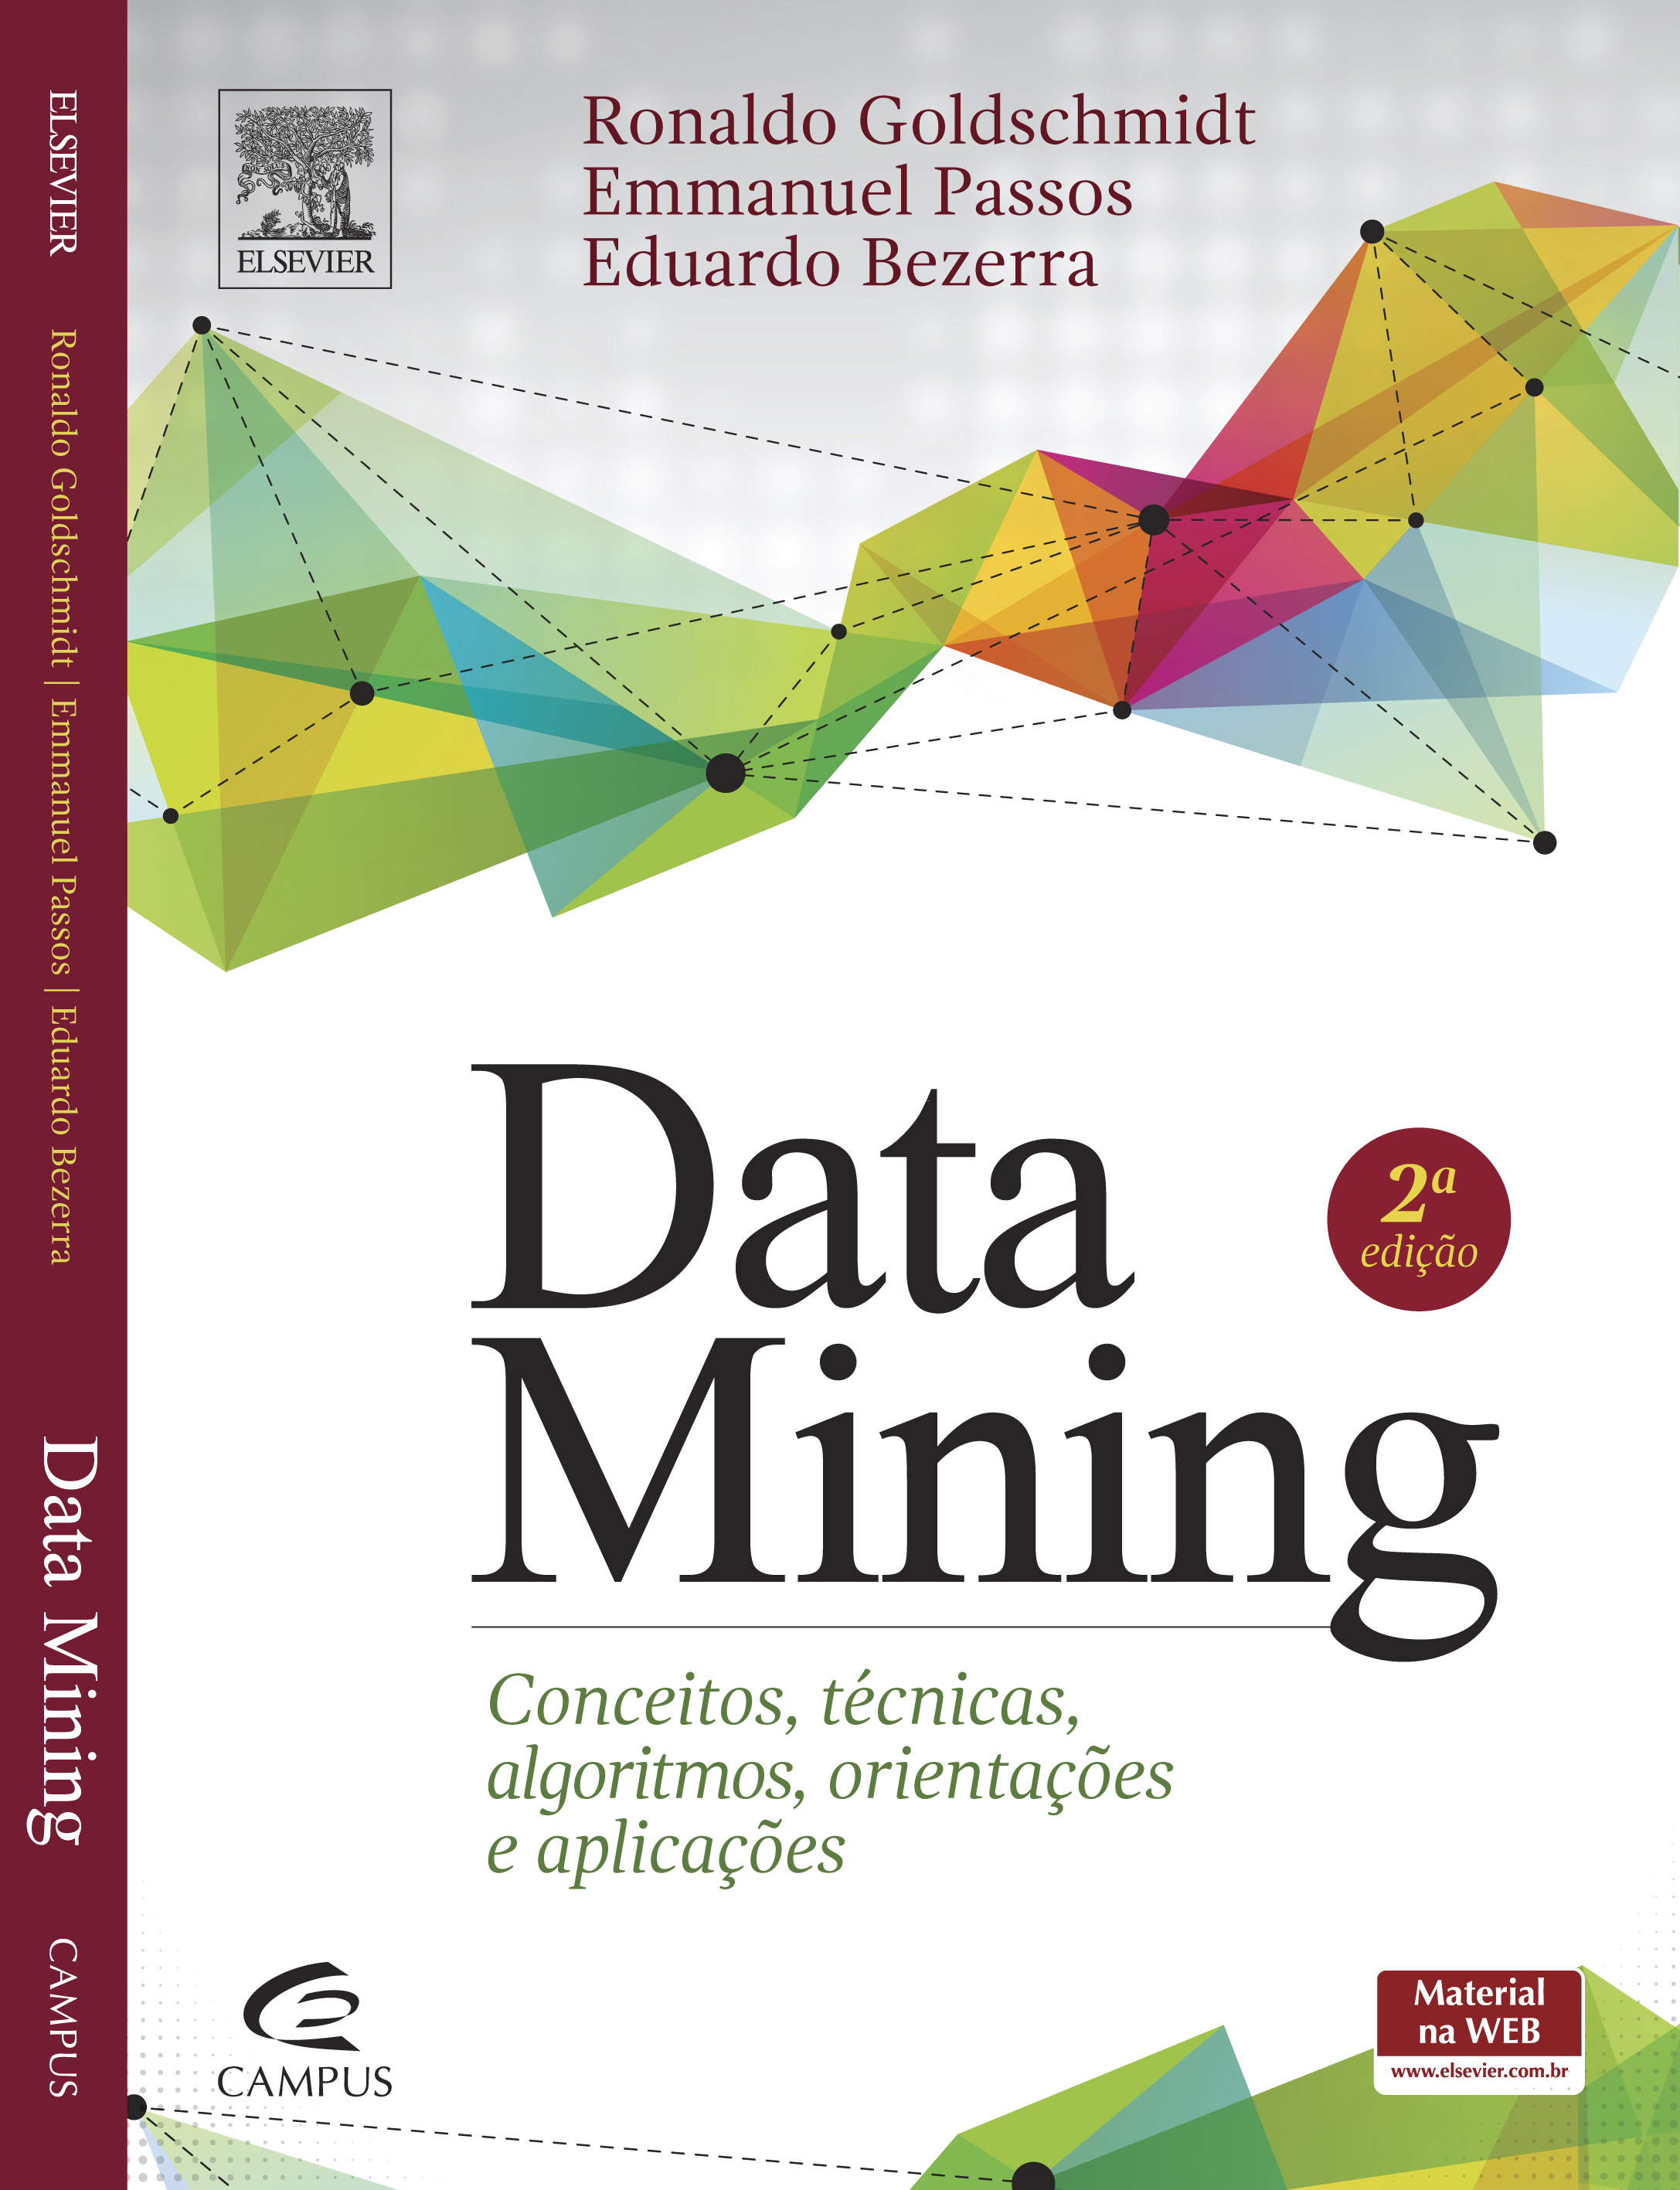 ELSEVIER
Ronaldo Goldschmidt | Emmanuel Passos | Eduardo Bezerra
Data Mining
CAMPUS
ELSEVIER
Ronaldo Goldschmidt
Emmanuel Passos
Eduardo Bezerra
Data
Mining
2ª
edição
Conceitos, técnicas,
algoritmos, orientações
e aplicações
CAMPUS
Material
na WEB
www.elsevier.com.br